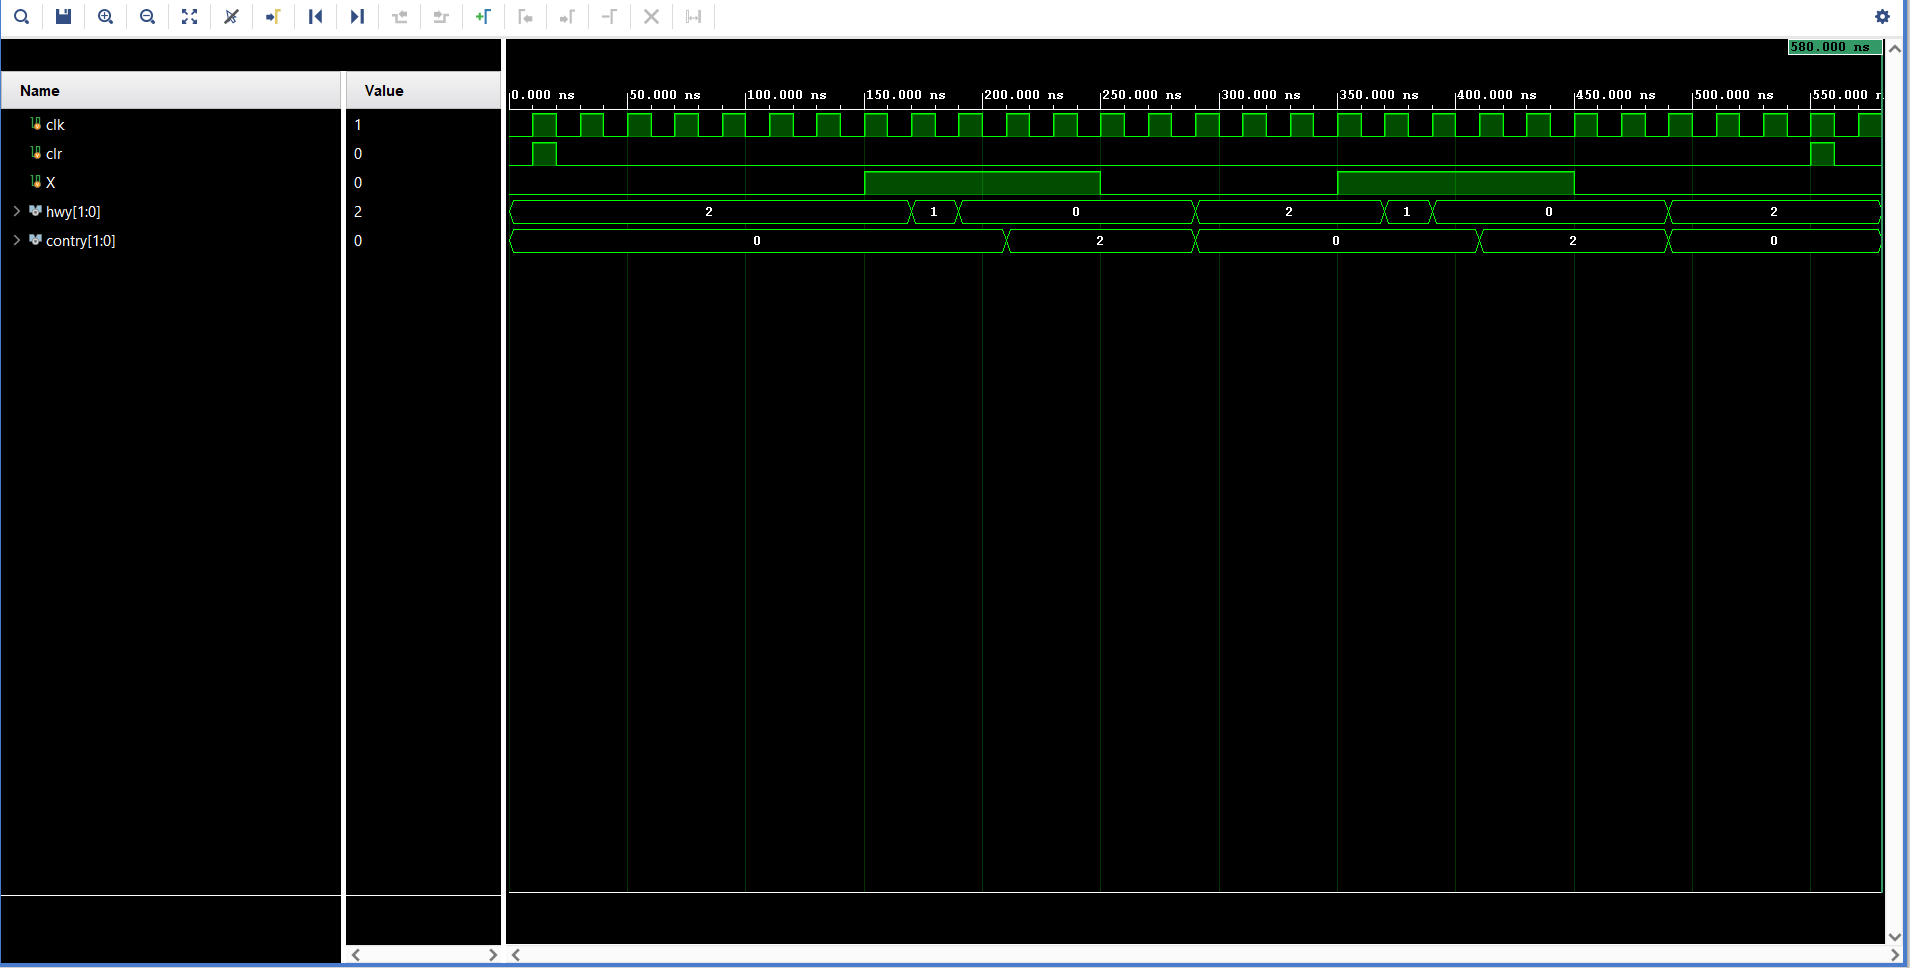 580.000 ns
Name Value
0.000 ns 50.000 ns 100.000 ns 150.000 ns 200.000 ns 250.000 ns 300.000 ns 350.000 ns 400.000 ns 450.000 ns 500.000 ns 550.000
clk 1
clr 0
X 0
hwy[1:0] 2 2 1 0 2 1 0 2
contry[1:0] 0 0 2 0 2 0